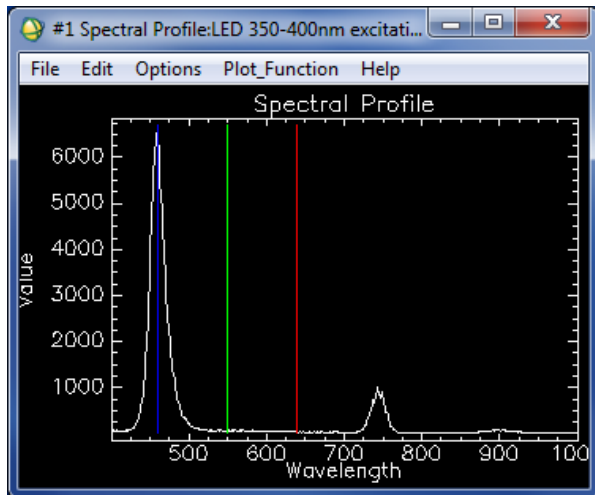 #1 Spectral Profile:LED 350-400nm excitati...
File Edit Options Plot_Function Help
Spectral Profile
6000
5000
4000
3000
2000
1000
Value
500 600 700 800 900 100
Wavelength